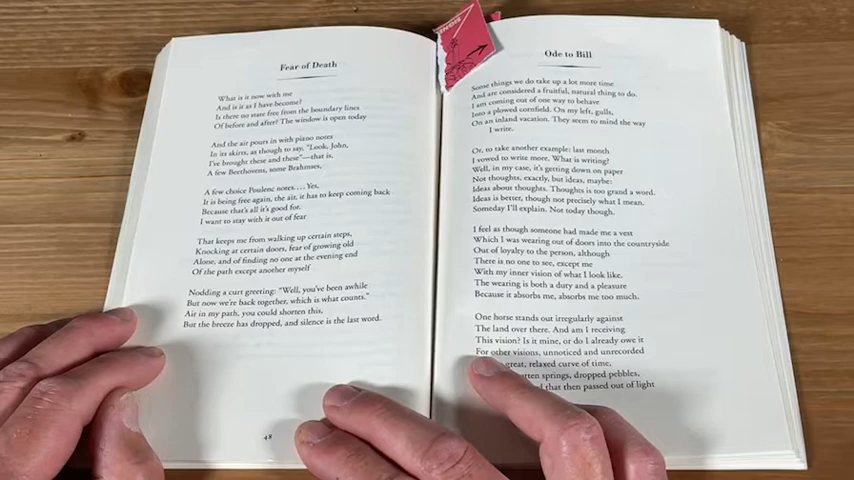 Fear of Death
What is it now with me
And is it as I have become?
Is there no state free from the boundary lines
Of before and after? The window is open today
And the air pours in with piano notes
In its skirts, as though to say, "Look, John,
I've brought these and these"—that is,
A few Beethovens, some Brahmses,
A few choice Poulenc notes.... Yes,
It is being free again, the air, it has to keep coming back
Because that's all it's good for.
I want to stay with it out of fear
That keeps me from walking up certain steps,
Knocking at certain doors, fear of growing old
Alone, and of finding no one at the evening end
Of the path except another myself
Nodding a curt greeting: "Well, you've been awhile
But now we're back together, which is what counts."
Air in my path, you could shorten this,
But the breeze has dropped, and silence is the last word.
48
Ode to Bill
Some things we do take up a lot more time
And are considered a fruitful, natural thing to do.
I am coming out of one way to behave
Into a plowed cornfield. On my left, gulls,
On an inland vacation. They seem to mind the way
I write.
Or, to take another example: last month
I vowed to write more. What is writing?
Well, in my case, it's getting down on paper
Not thoughts, exactly, but ideas, maybe:
Ideas about thoughts. Thoughts is too grand a word.
Ideas is better, though not precisely what I mean.
Someday I'll explain. Not today though.
I feel as though someone had made me a vest
Which I was wearing out of doors into the countryside
Out of loyalty to the person, although
There is no one to see, except me
With my inner vision of what I look like.
The wearing is both a duty and a pleasure
Because it absorbs me, absorbs me too much.
One horse stands out irregularly against
The land over there. And am I receiving
This vision? Is it mine, or do I already owe it
For other visions, unnoticed and unrecorded
great, relaxed curve of time,
springs, dropped pebbles,
that then passed out of light